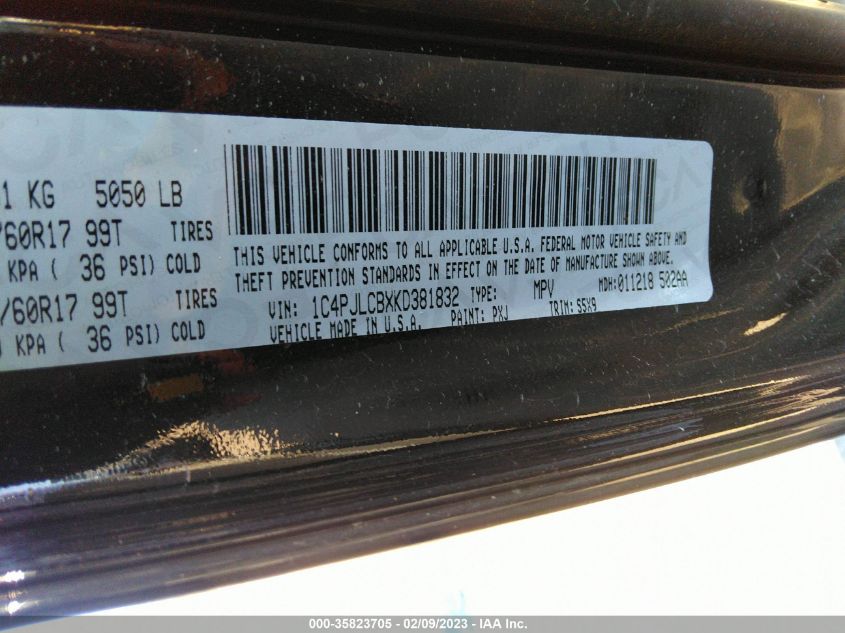 1 KG 5050 LB
/60R17 99T TIRES
KPA ( 36 PSI) COLD
/60R17 99T
KPA ( 36 PSI) COLD
THIS VEHICLE CONFORMS TO ALL APPLICABLE U.S.A. FEDERAL MOTOR VEHICLE SAFETY AND
THEFT PREVENTION STANDARDS IN EFFECT ON THE DATE OF MANUFACTURE SHOWN ABOVE.
VIN: 1C4PJLCBXKD381832 TYPE: MPV MDH: 011218 502AA
VEHICLE MADE IN U.S.A. PAINT: PXJ TRIM: S5X9
000-35823705 — 02/09/2023 — IAA Inc.